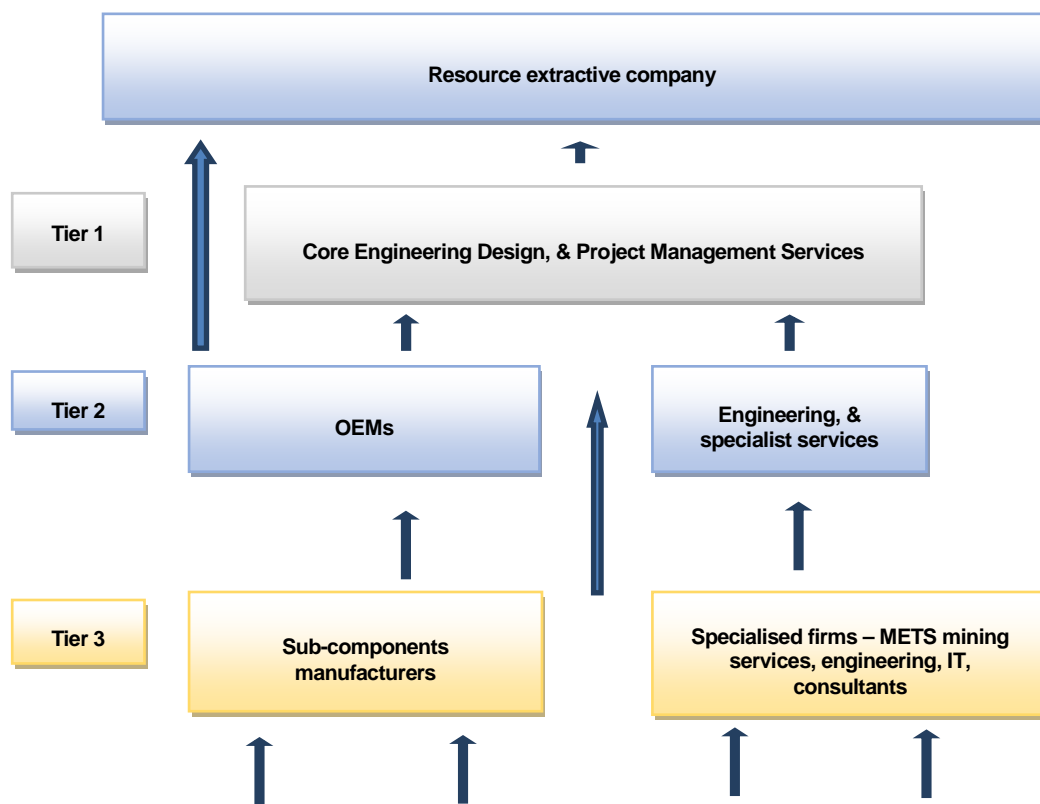 Resource extractive company
Tier 1
Core Engineering Design, & Project Management Services
Tier 2
OEMs
Engineering, &
specialist services
Tier 3
Sub-components
manufacturers
Specialised firms – METS mining
services, engineering, IT,
consultants